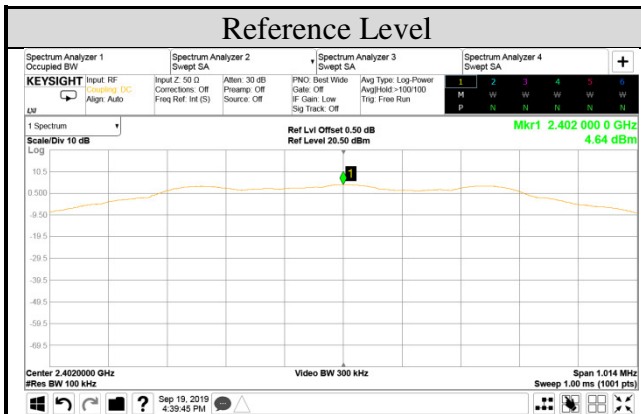 Reference Level
Spectrum Analyzer 1
Occupied BW
Spectrum Analyzer 2
Swept SA
Spectrum Analyzer 3
Swept SA
Spectrum Analyzer 4
Swept SA
+
KEYSIGHT
Input: RF
Coupling: DC
Align: Auto
Input Z: 50 Ω
Corrections: Off
Freq Ref: Int (S)
Atten: 30 dB
Preamp: Off
Source: Off
PNO: Best Wide
Gate: Off
IF Gain: Low
Sig Track: Off
Avg Type: Log-Power
Avg|Hold:>100/100
Trig: Free Run
1 2 3 4 5 6
M W W W W W
P N N N N N
LXI
1 Spectrum
Scale/Div 10 dB
Ref Lvl Offset 0.50 dB
Ref Level 20.50 dBm
Mkr1 2.402 000 0 GHz
4.64 dBm
Log
1
10.5
0.500
-9.50
-19.5
-29.5
-39.5
-49.5
-59.5
-69.5
Center 2.4020000 GHz
#Res BW 100 kHz
Video BW 300 kHz
Span 1.014 MHz
Sweep 1.00 ms (1001 pts)
?
Sep 19, 2019
4:39:45 PM